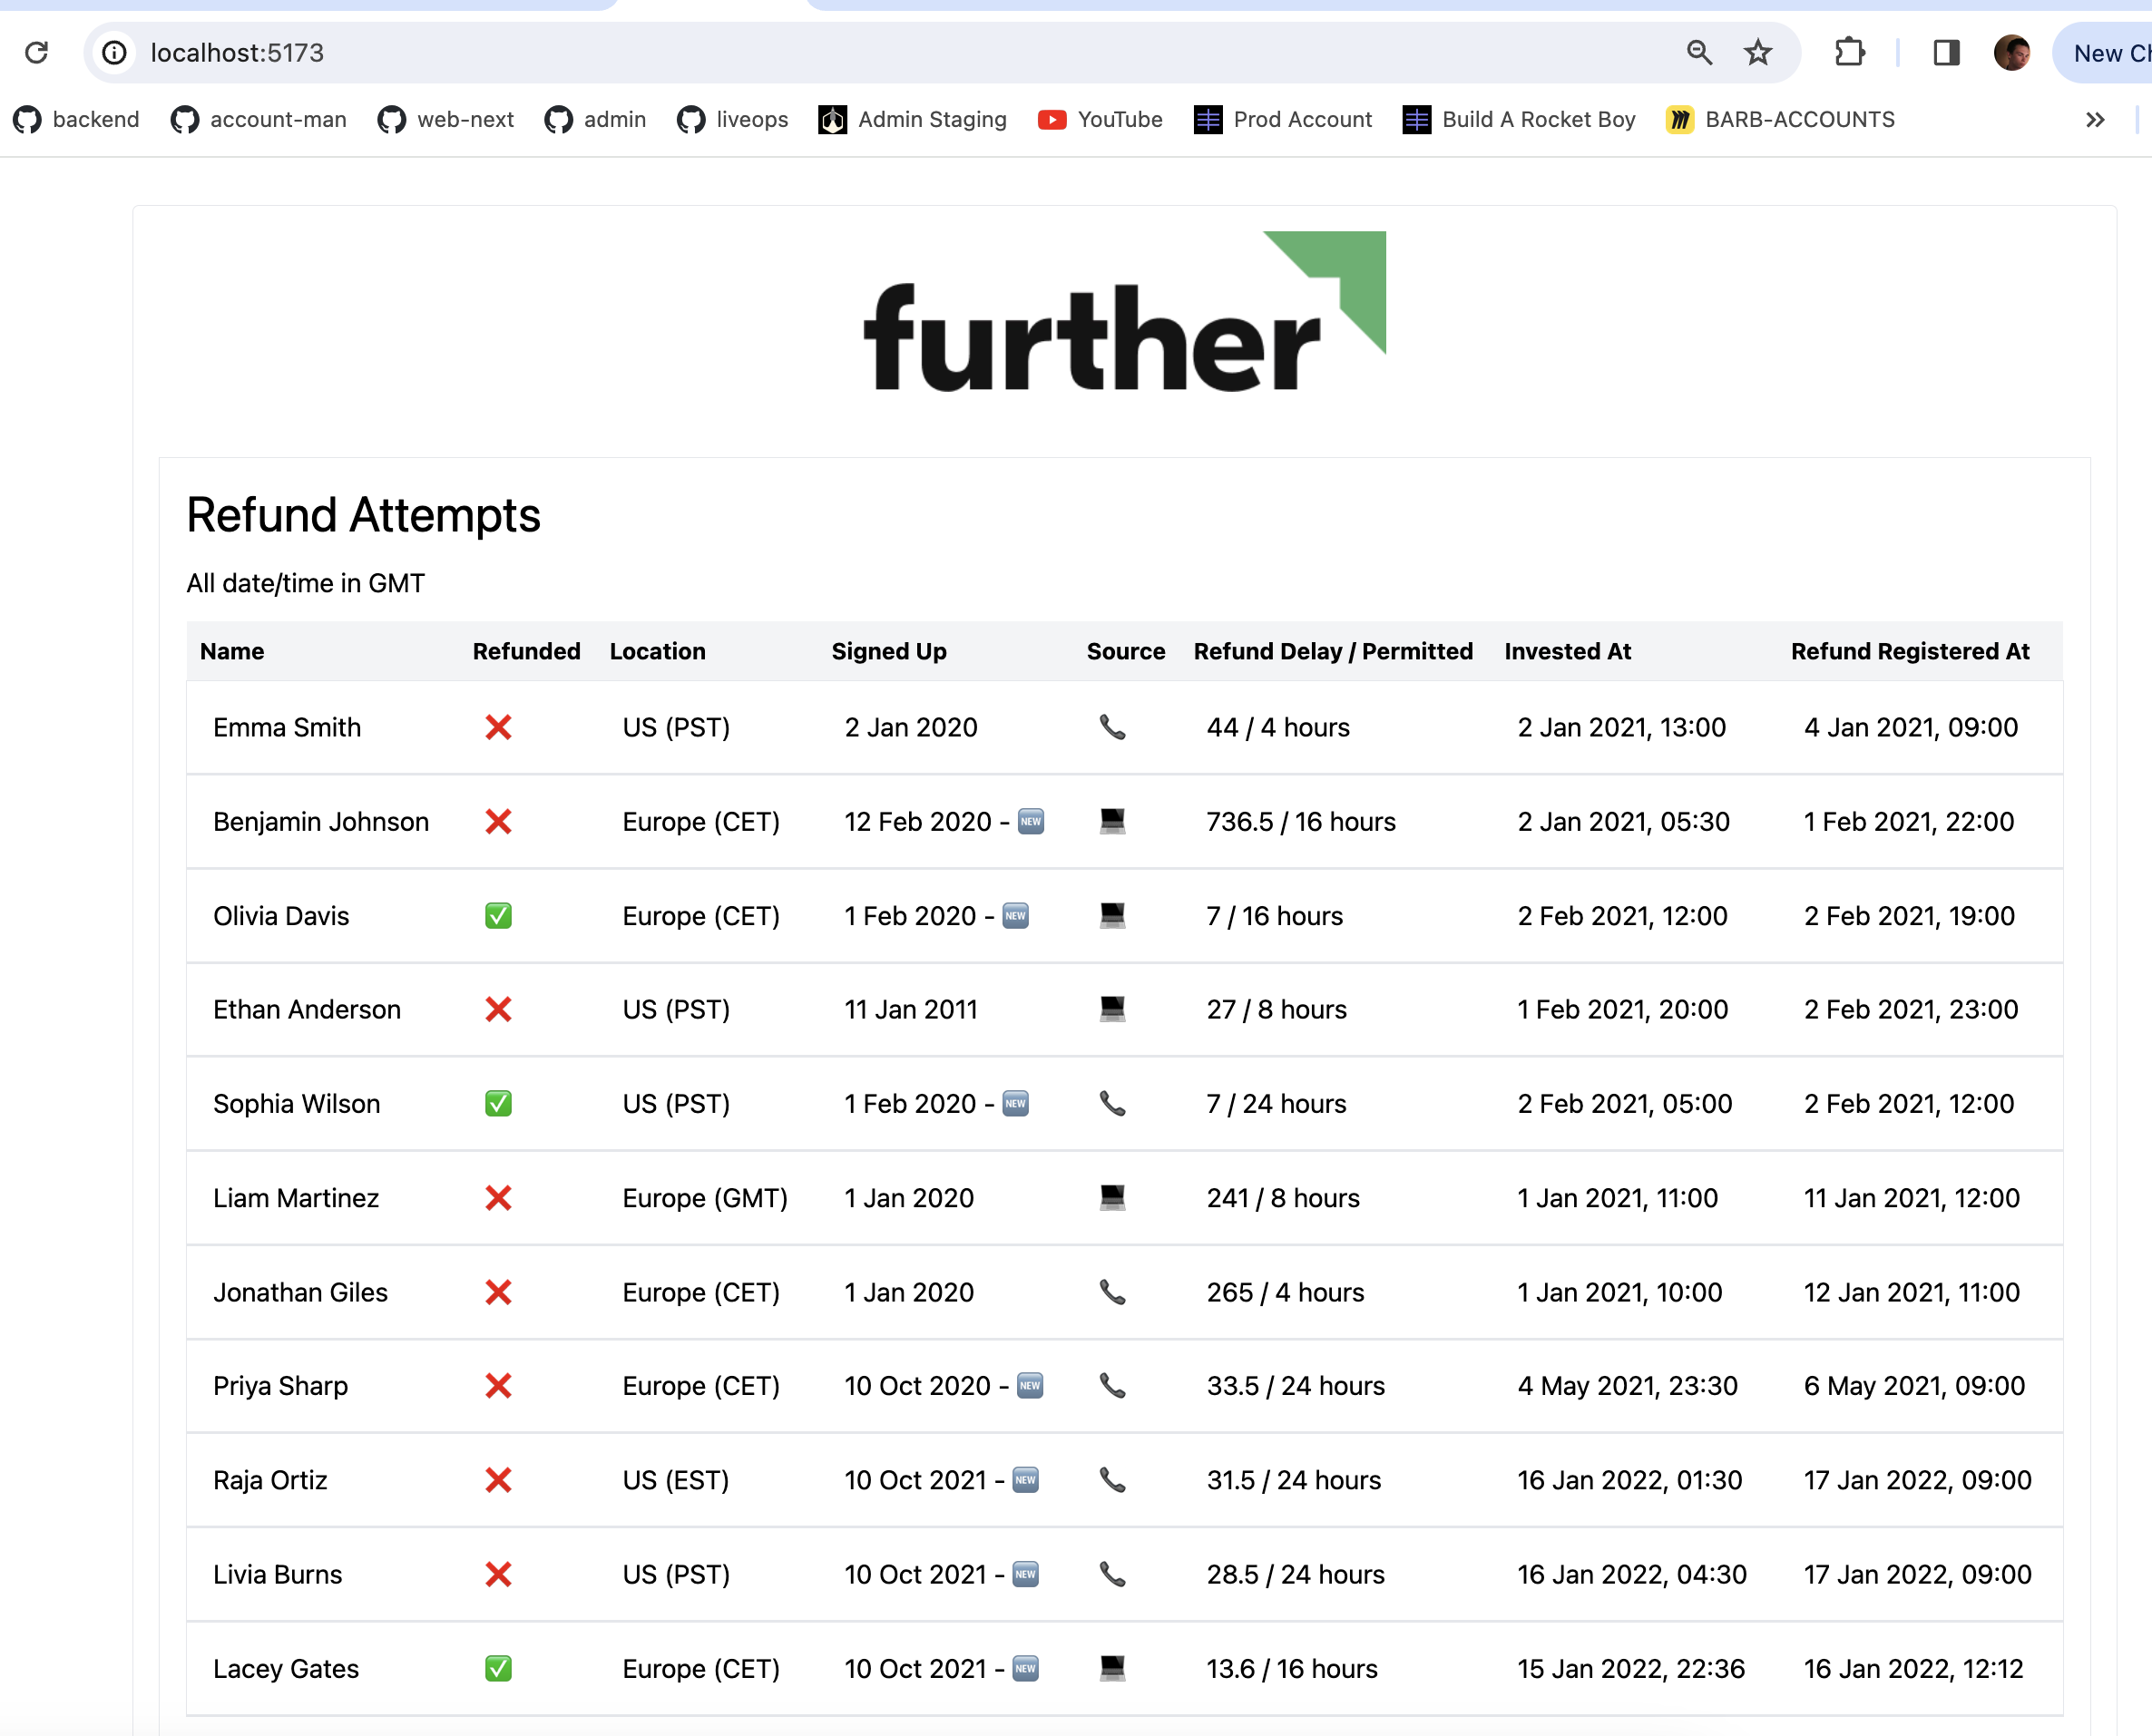 localhost:5173
New Ch
backend account-man web-next admin liveops Admin Staging YouTube Prod Account Build A Rocket Boy BARB-ACCOUNTS
further
Refund Attempts
All date/time in GMT
Name Refunded Location Signed Up Source Refund Delay / Permitted Invested At Refund Registered At
Emma Smith ❌ US (PST) 2 Jan 2020 📞 44 / 4 hours 2 Jan 2021, 13:00 4 Jan 2021, 09:00
Benjamin Johnson ❌ Europe (CET) 12 Feb 2020 - 🆕 💻 736.5 / 16 hours 2 Jan 2021, 05:30 1 Feb 2021, 22:00
Olivia Davis ✅ Europe (CET) 1 Feb 2020 - 🆕 💻 7 / 16 hours 2 Feb 2021, 12:00 2 Feb 2021, 19:00
Ethan Anderson ❌ US (PST) 11 Jan 2011 💻 27 / 8 hours 1 Feb 2021, 20:00 2 Feb 2021, 23:00
Sophia Wilson ✅ US (PST) 1 Feb 2020 - 🆕 📞 7 / 24 hours 2 Feb 2021, 05:00 2 Feb 2021, 12:00
Liam Martinez ❌ Europe (GMT) 1 Jan 2020 💻 241 / 8 hours 1 Jan 2021, 11:00 11 Jan 2021, 12:00
Jonathan Giles ❌ Europe (CET) 1 Jan 2020 📞 265 / 4 hours 1 Jan 2021, 10:00 12 Jan 2021, 11:00
Priya Sharp ❌ Europe (CET) 10 Oct 2020 - 🆕 📞 33.5 / 24 hours 4 May 2021, 23:30 6 May 2021, 09:00
Raja Ortiz ❌ US (EST) 10 Oct 2021 - 🆕 📞 31.5 / 24 hours 16 Jan 2022, 01:30 17 Jan 2022, 09:00
Livia Burns ❌ US (PST) 10 Oct 2021 - 🆕 📞 28.5 / 24 hours 16 Jan 2022, 04:30 17 Jan 2022, 09:00
Lacey Gates ✅ Europe (CET) 10 Oct 2021 - 🆕 💻 13.6 / 16 hours 15 Jan 2022, 22:36 16 Jan 2022, 12:12